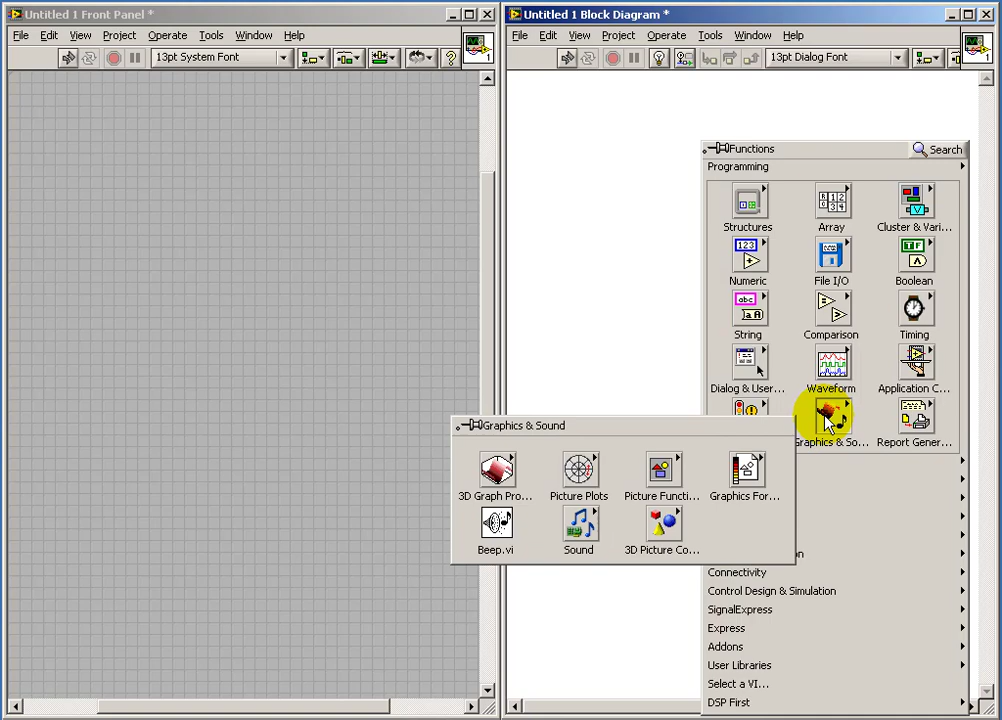 Untitled 1 Front Panel *
File Edit View Project Operate Tools Window Help
13pt System Font
1
Untitled 1 Block Diagram *
File Edit View Project Operate Tools Window Help
13pt Dialog Font
1
Functions
Search
Programming
Structures Array Cluster & Vari...
Numeric File I/O Boolean
String Comparison Timing
Dialog & User... Waveform Application C...
Graphics & So... Report Gener...
Graphics & Sound
3D Graph Pro... Picture Plots Picture Functi... Graphics For...
Beep.vi Sound 3D Picture Co...
Connectivity
Control Design & Simulation
SignalExpress
Express
Addons
User Libraries
Select a VI...
DSP First